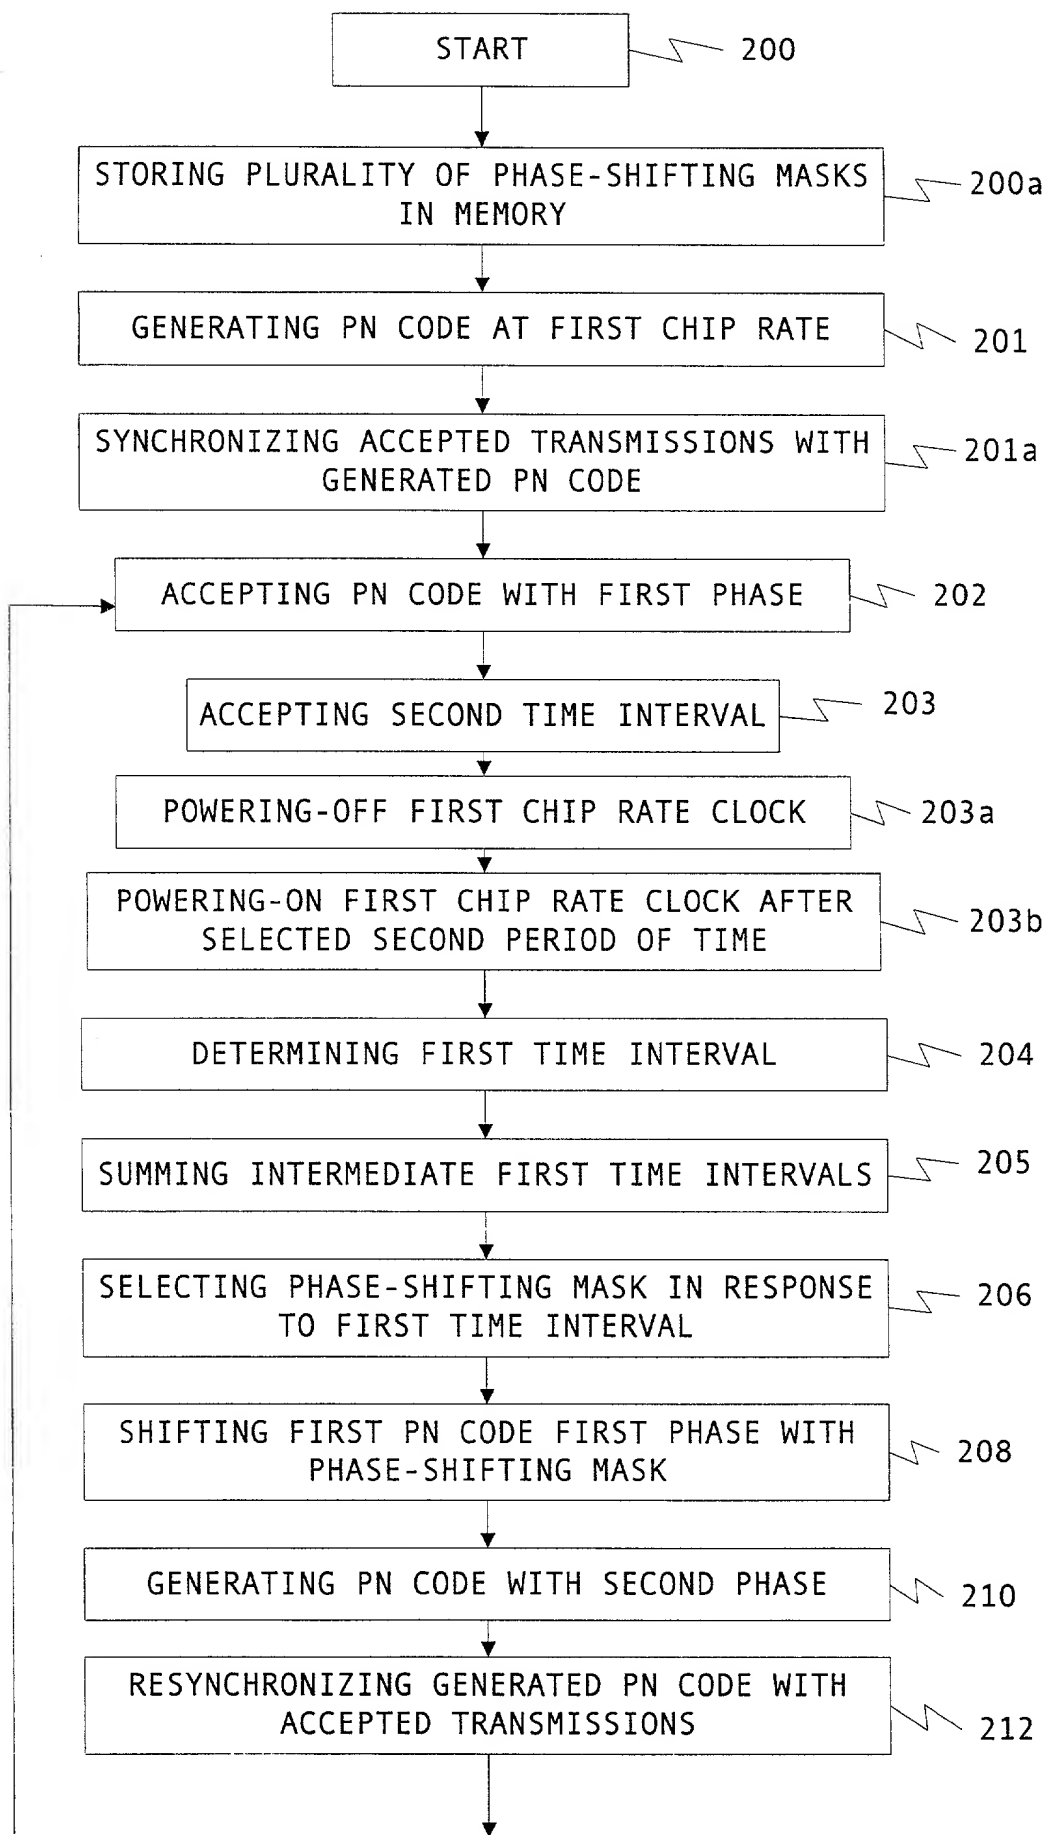 START
200
STORING PLURALITY OF PHASE-SHIFTING MASKS
IN MEMORY
200a
GENERATING PN CODE AT FIRST CHIP RATE
201
SYNCHRONIZING ACCEPTED TRANSMISSIONS WITH
GENERATED PN CODE
201a
ACCEPTING PN CODE WITH FIRST PHASE
202
ACCEPTING SECOND TIME INTERVAL
203
POWERING-OFF FIRST CHIP RATE CLOCK
203a
POWERING-ON FIRST CHIP RATE CLOCK AFTER
SELECTED SECOND PERIOD OF TIME
203b
DETERMINING FIRST TIME INTERVAL
204
SUMMING INTERMEDIATE FIRST TIME INTERVALS
205
SELECTING PHASE-SHIFTING MASK IN RESPONSE
TO FIRST TIME INTERVAL
206
SHIFTING FIRST PN CODE FIRST PHASE WITH
PHASE-SHIFTING MASK
208
GENERATING PN CODE WITH SECOND PHASE
210
RESYNCHRONIZING GENERATED PN CODE WITH
ACCEPTED TRANSMISSIONS
212